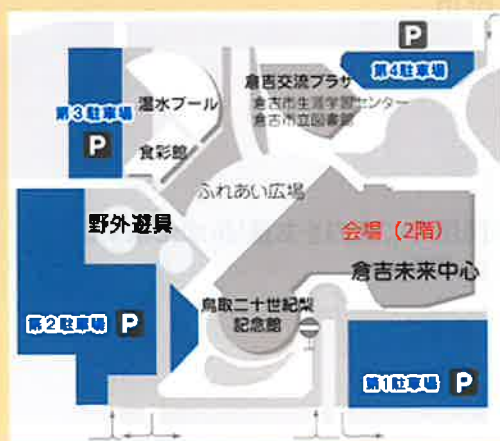 P
第4駐車場
倉吉交流プラザ
倉吉市生涯学習センター
倉吉市立図書館
温水プール
第3駐車場
P
食彩館
ふれあい広場
野外遊具
会場（2階）
倉吉未来中心
鳥取二十世紀梨
記念館
第2駐車場 P
第1駐車場 P